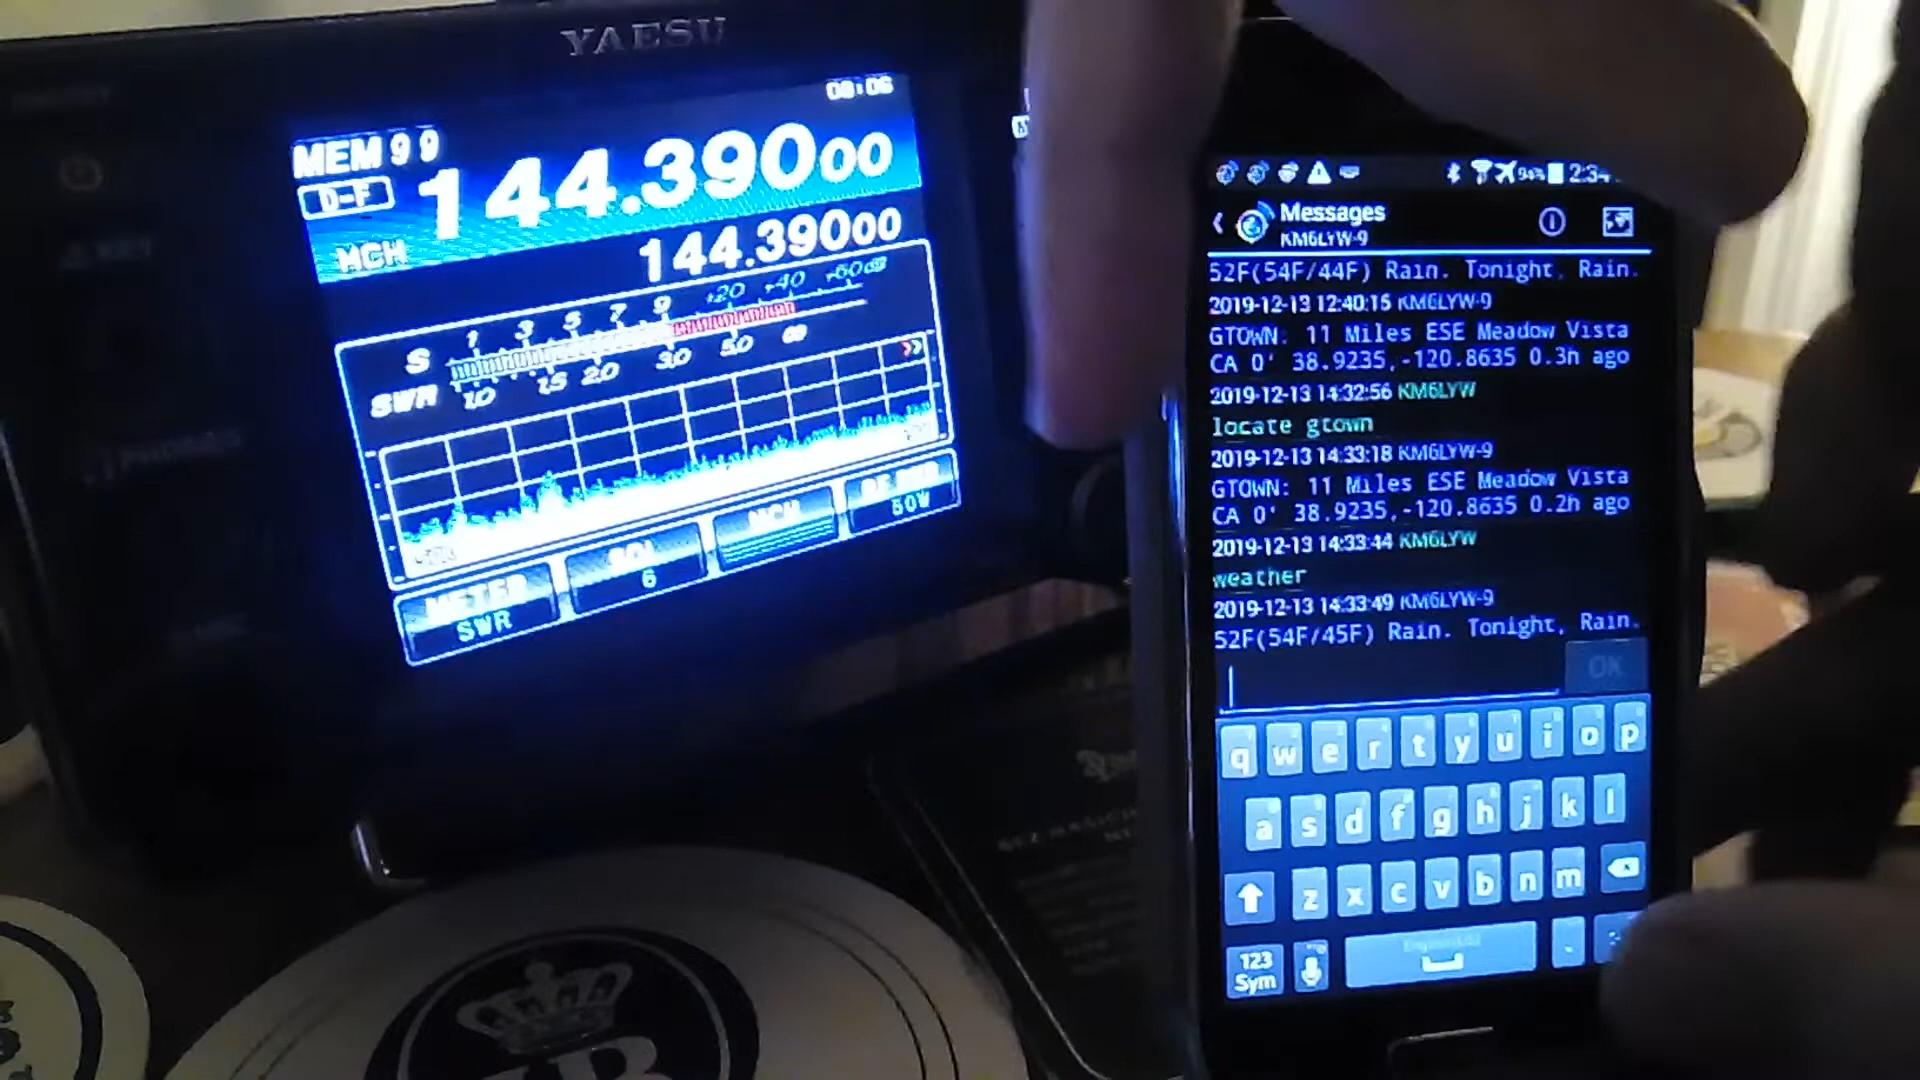 YAESU
08:06
MEM 99
D-F
144.39000
MCH
144.39000
S 1 3 5 7 9 +20 +40 +60dB
SWR 1.0 1.5 2.0 3.0 5.0 ∞
METER
SWR
6
MCH
50W
94%
2:34
Messages
KM6LYW-9
52F(54F/44F) Rain. Tonight, Rain.
2019-12-13 12:40:15 KM6LYW-9
GTOWN: 11 Miles ESE Meadow Vista
CA 0' 38.9235,-120.8635 0.3h ago
2019-12-13 14:32:56 KM6LYW
locate gtown
2019-12-13 14:33:18 KM6LYW-9
GTOWN: 11 Miles ESE Meadow Vista
CA 0' 38.9235,-120.8635 0.2h ago
2019-12-13 14:33:44 KM6LYW
weather
2019-12-13 14:33:49 KM6LYW-9
52F(54F/45F) Rain. Tonight, Rain.
OK
q w e r t y u i o p
a s d f g h j k l
z x c v b n m
123
Sym